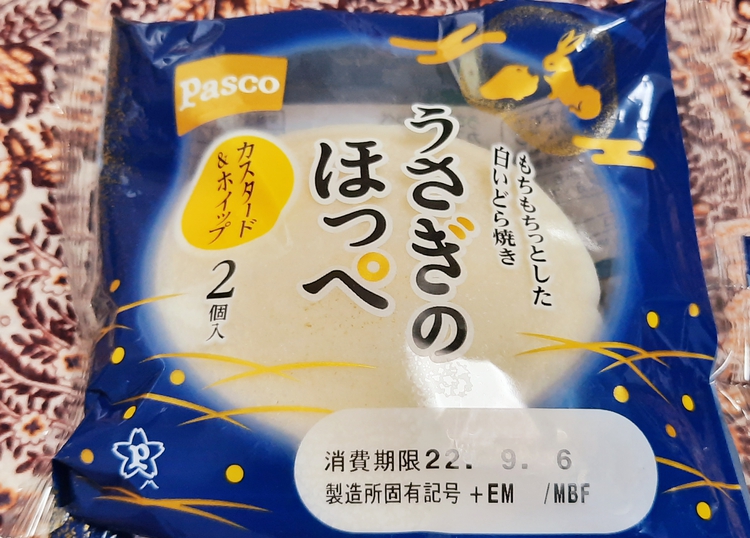 Pasco
うさぎの
ほっぺ
もちもちっとした
白いどら焼き
カスタード
&ホイップ
2個入
消費期限22. 9. 6
製造所固有記号 +EM /MBF